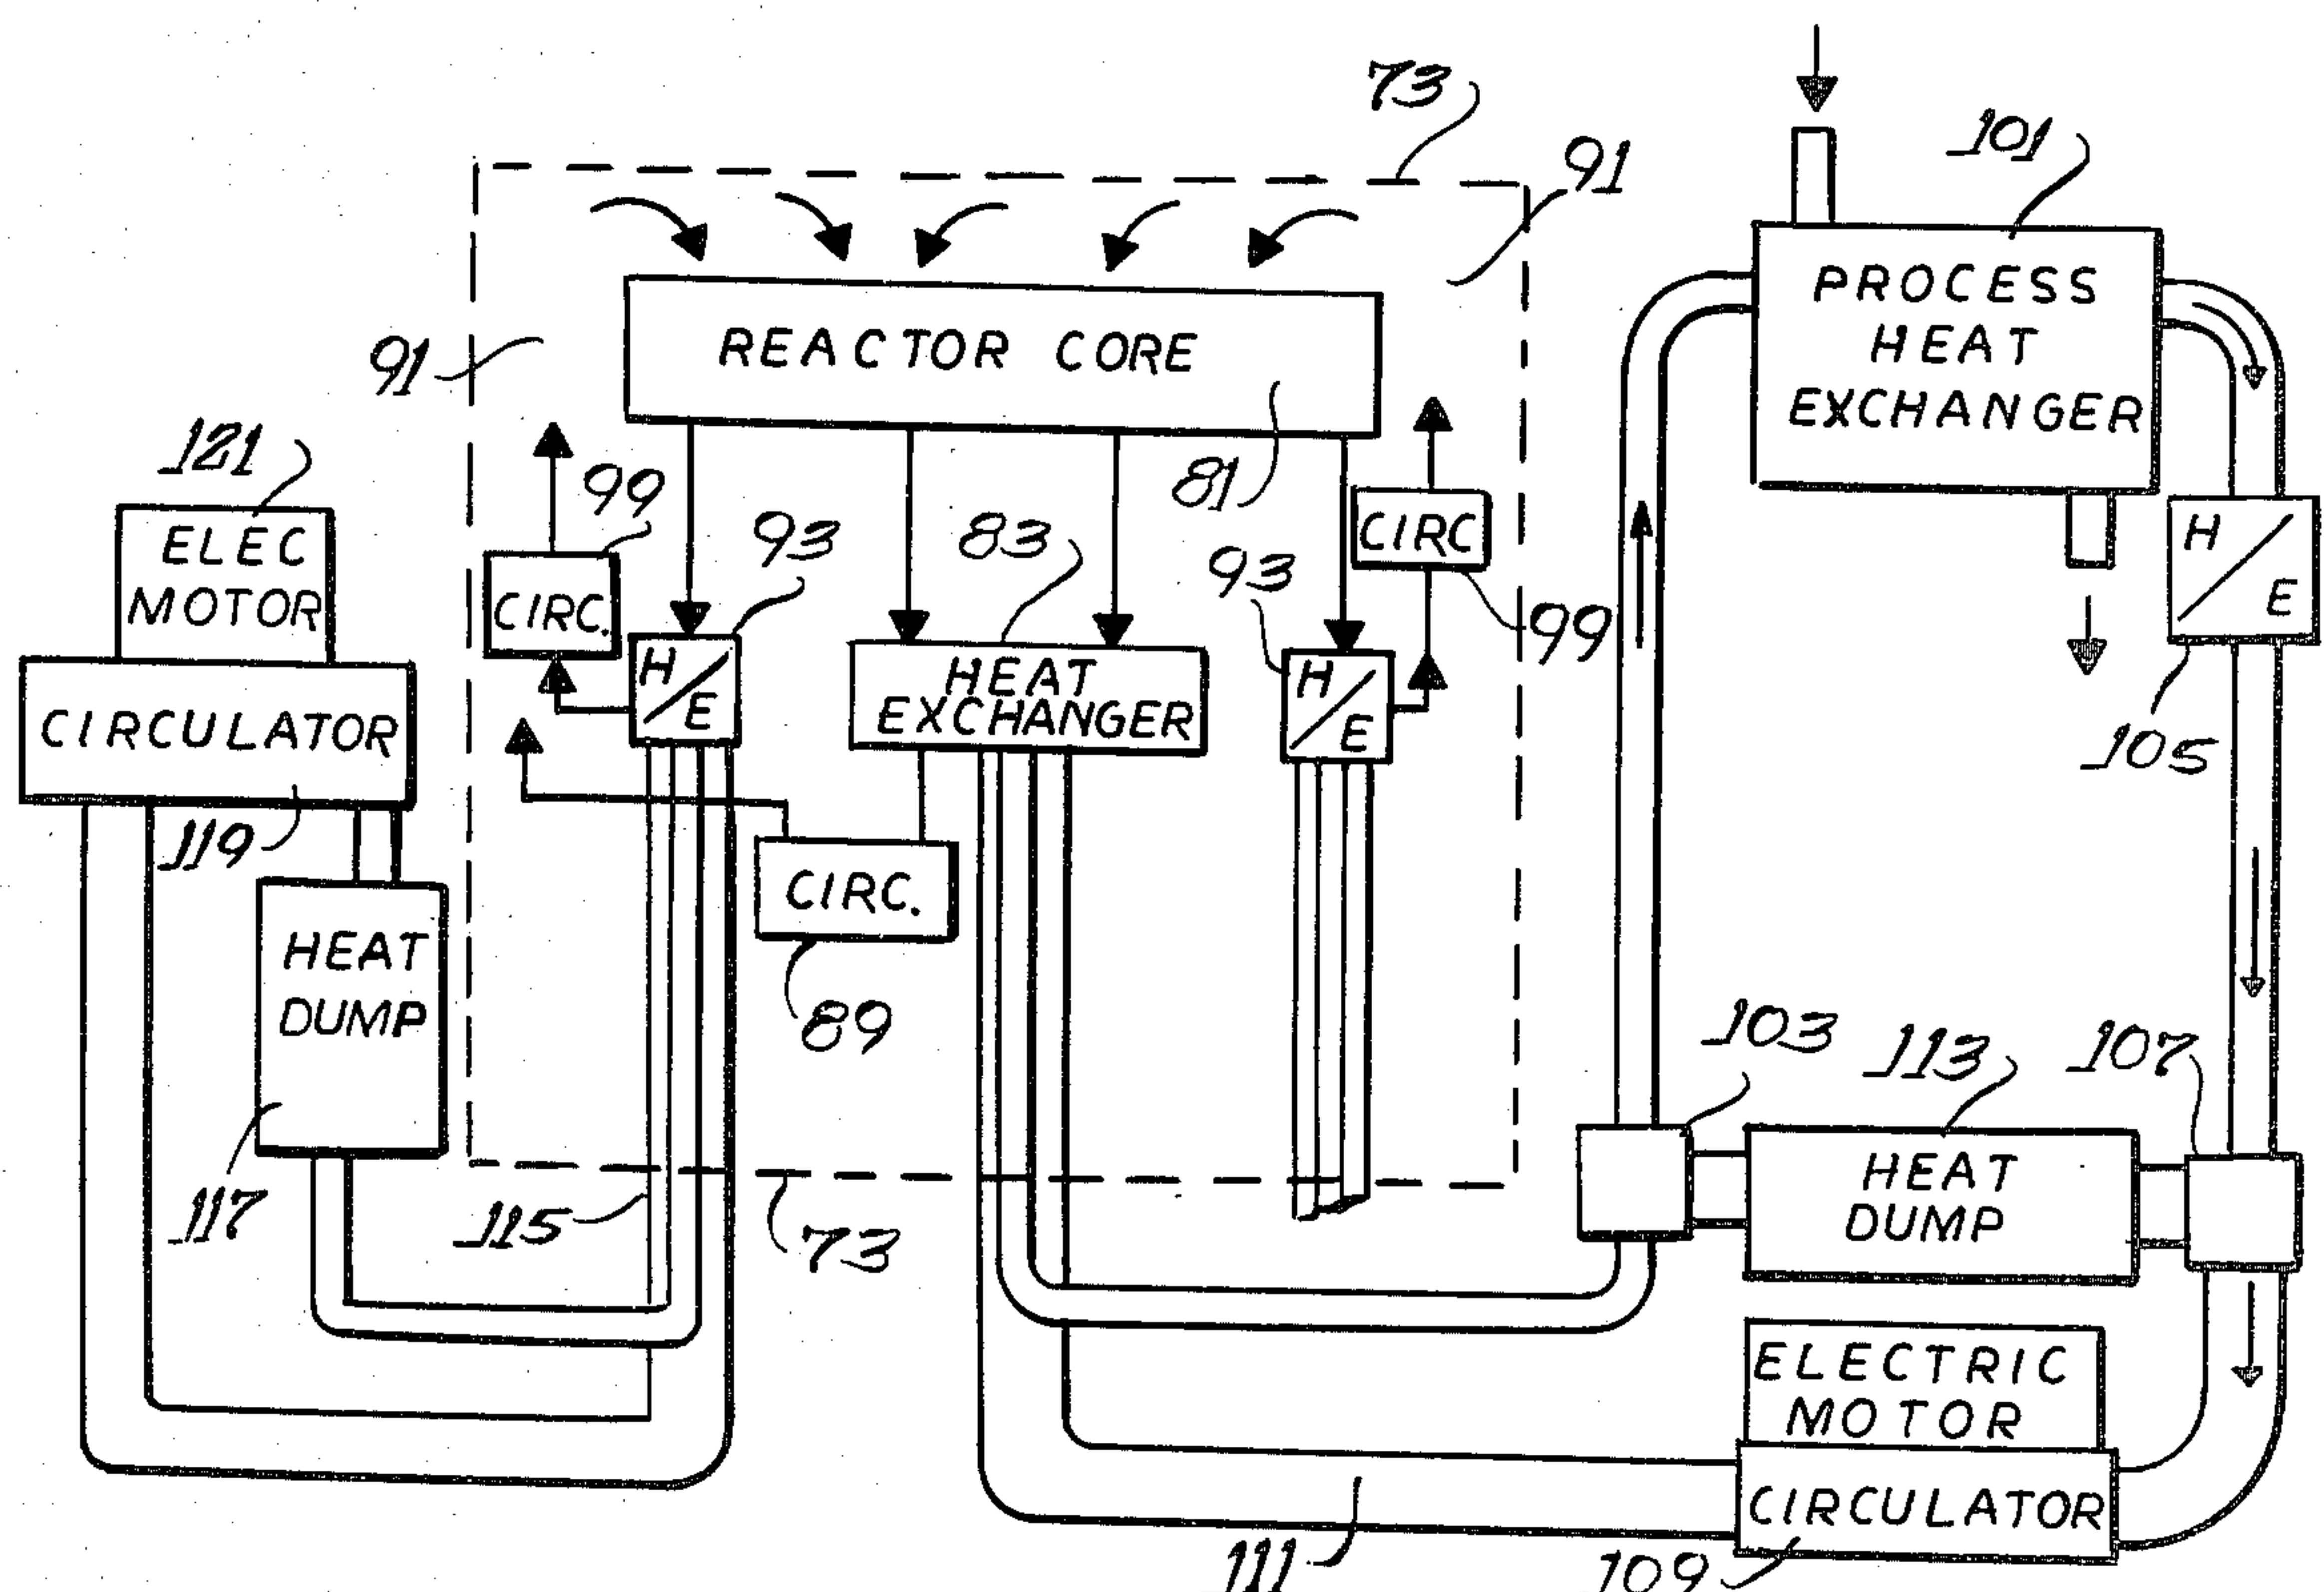 73
101
91
PROCESS
HEAT
EXCHANGER
REACTOR CORE
91
121
99
93
83
81
CIRC
93
99
H/E
105
ELEC
MOTOR
CIRC.
H/E
HEAT
EXCHANGER
H/E
CIRCULATOR
119
CIRC.
89
HEAT
DUMP
117
115
73
103
113
107
HEAT
DUMP
ELECTRIC
MOTOR
CIRCULATOR
111
109